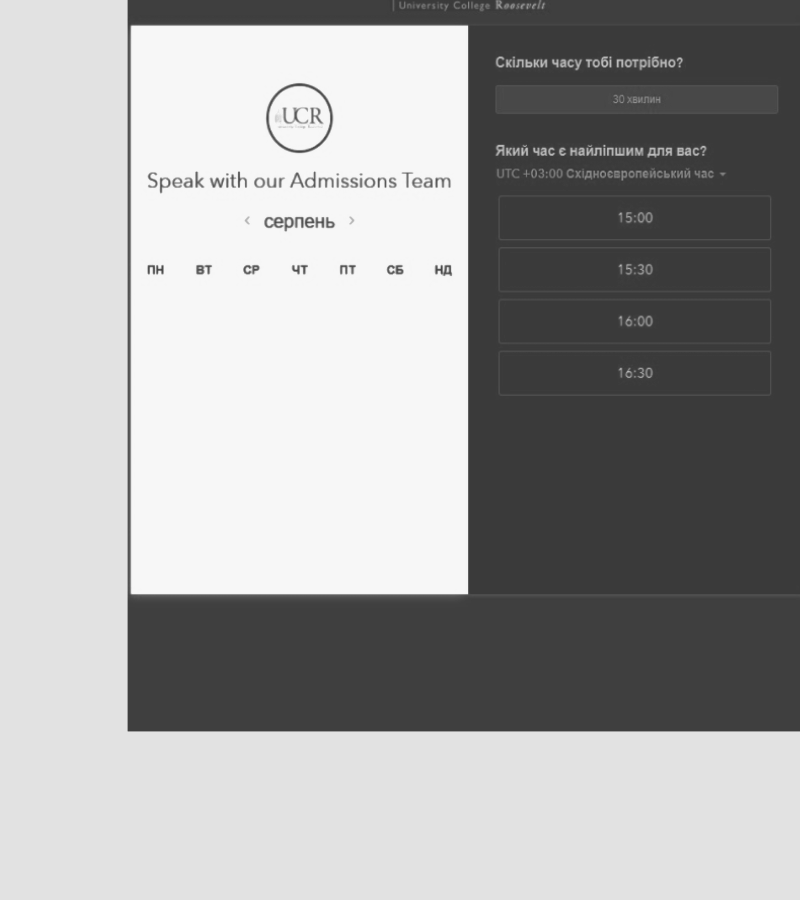 | University College Roosevelt
UCR
Speak with our Admissions Team
‹ серпень ›
ПН ВТ СР ЧТ ПТ СБ НД
Скільки часу тобі потрібно?
30 хвилин
Який час є найліпшим для вас?
UTC +03:00 Східноєвропейський час
15:00
15:30
16:00
16:30